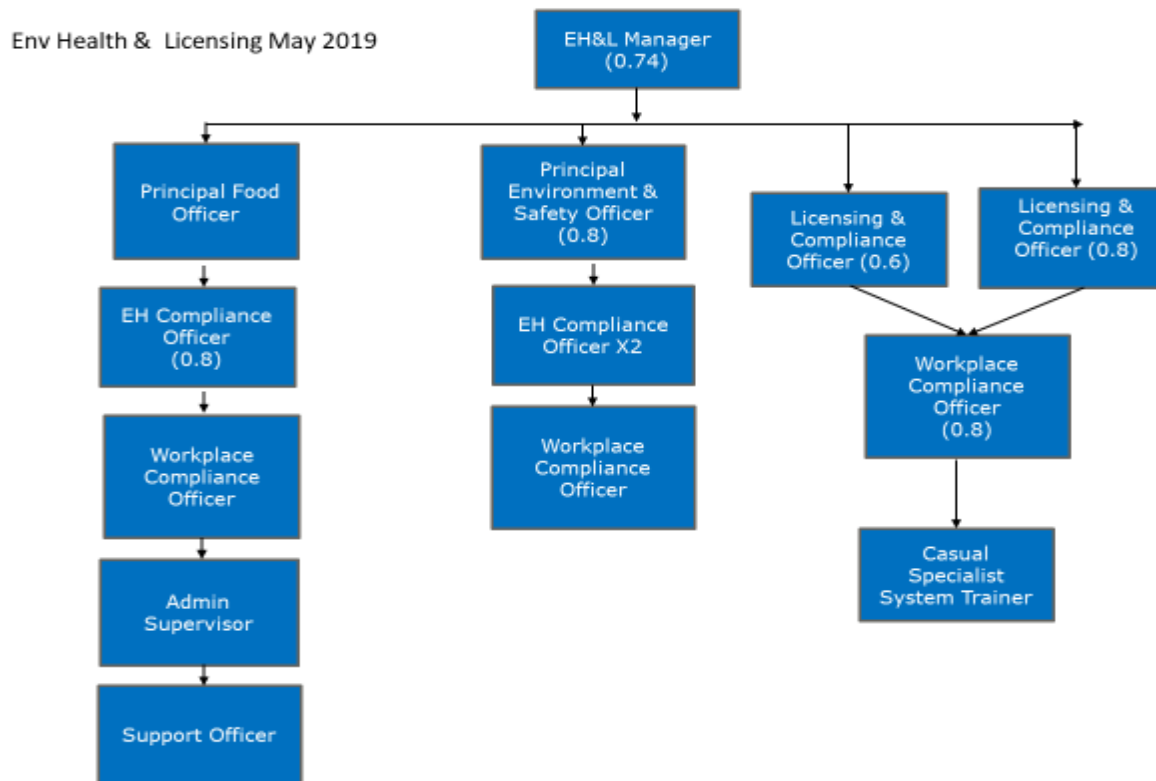 Env Health & Licensing May 2019
EH&L Manager
(0.74)
Principal Food
Officer
Principal
Environment &
Safety Officer
(0.8)
Licensing &
Compliance
Officer (0.6)
Licensing &
Compliance
Officer (0.8)
EH Compliance
Officer
(0.8)
EH Compliance
Officer X2
Workplace
Compliance
Officer
(0.8)
Workplace
Compliance
Officer
Workplace
Compliance
Officer
Casual
Specialist
System Trainer
Admin
Supervisor
Support Officer